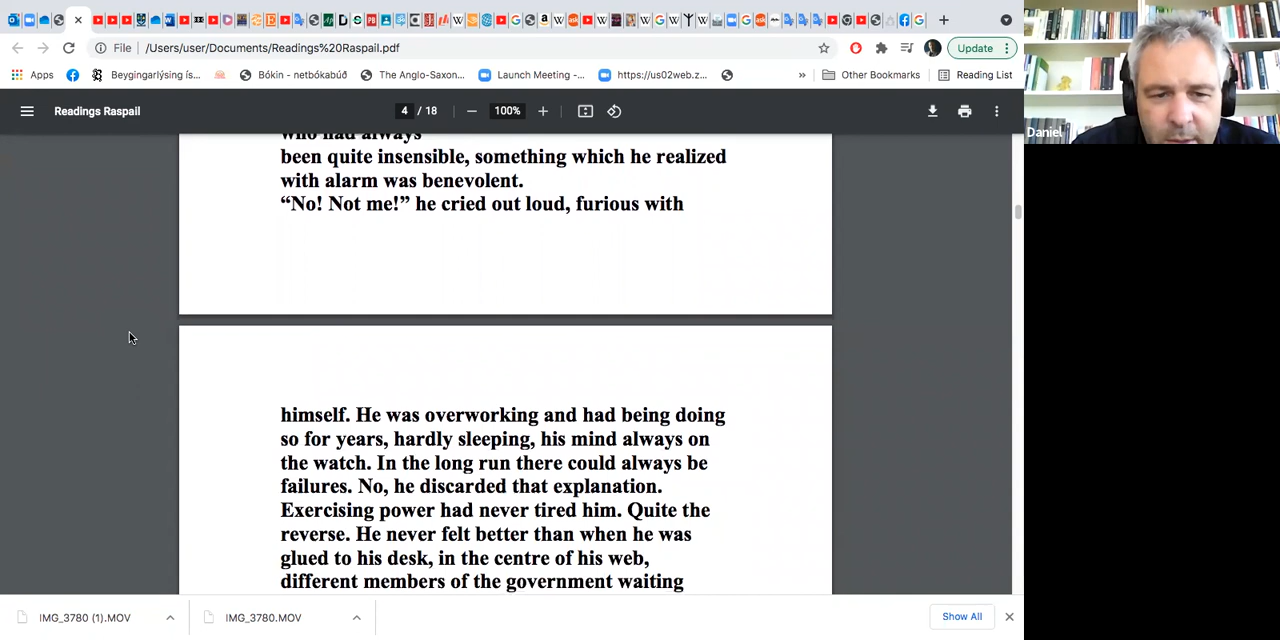 File
/Users/user/Documents/Readings%20Raspail.pdf
Update
Apps
Beygingarlýsing ís...
Bókin - netbókabúð
The Anglo-Saxon...
Launch Meeting -...
https://us02web.z...
»
Other Bookmarks
Reading List
Readings Raspail
4 / 18
100%
who had always
been quite insensible, something which he realized
with alarm was benevolent.
“No! Not me!” he cried out loud, furious with
himself. He was overworking and had being doing
so for years, hardly sleeping, his mind always on
the watch. In the long run there could always be
failures. No, he discarded that explanation.
Exercising power had never tired him. Quite the
reverse. He never felt better than when he was
glued to his desk, in the centre of his web,
different members of the government waiting
IMG_3780 (1).MOV
IMG_3780.MOV
Show All
Daniel